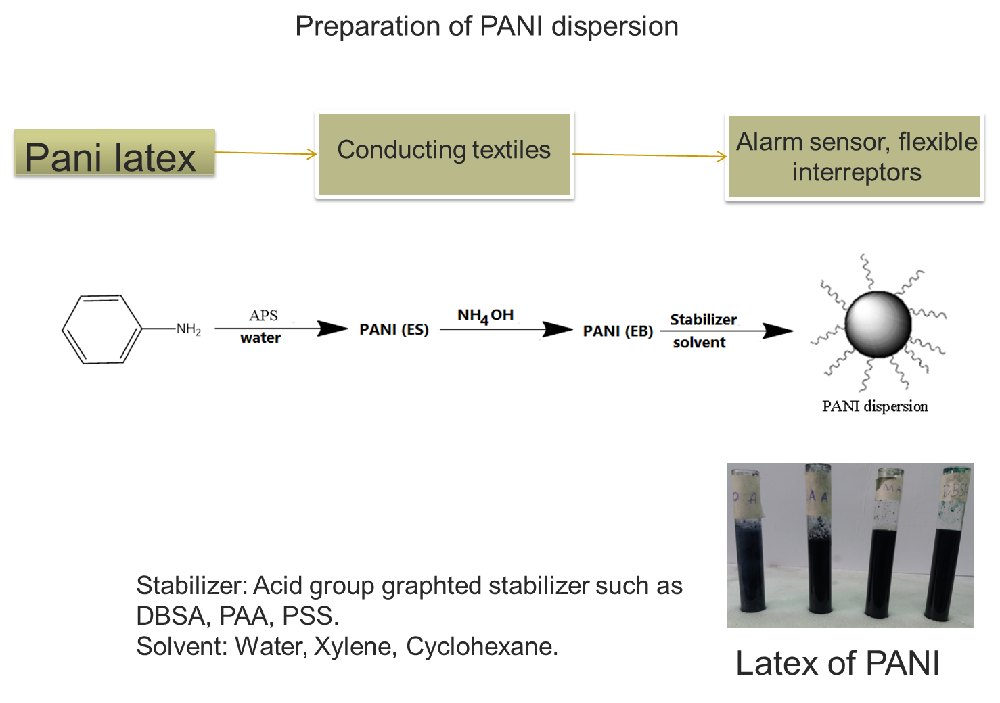 Preparation of PANI dispersion
Pani latex
Conducting textiles
Alarm sensor, flexible
interreptors
NH₂
APS
water
PANI (ES)
NH₄OH
PANI (EB)
Stabilizer
solvent
PANI dispersion
O A
AA
MA
DBSA
Stabilizer: Acid group graphted stabilizer such as
DBSA, PAA, PSS.
Solvent: Water, Xylene, Cyclohexane.
Latex of PANI